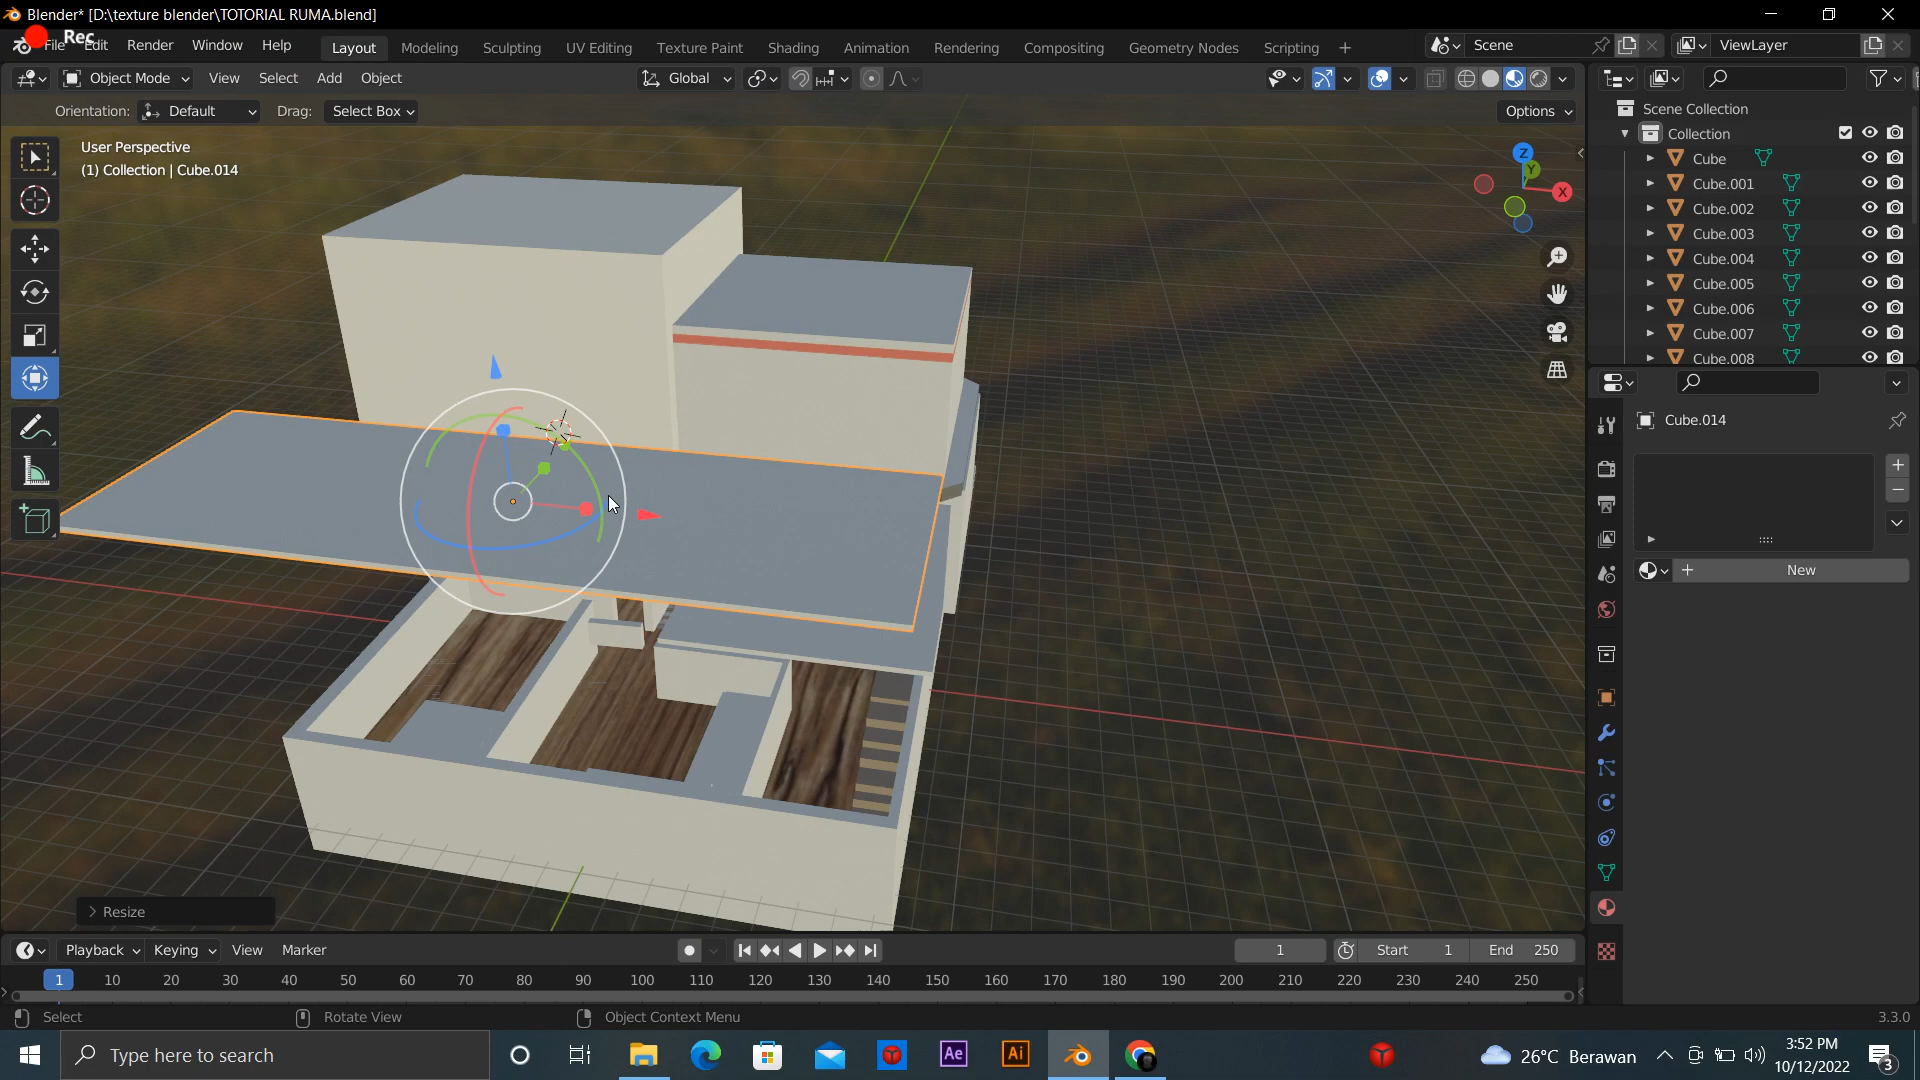 Blender* [D:\texture blender\TOTORIAL RUMA.blend]
Rec
File Edit Render Window Help
Layout Modeling Sculpting UV Editing Texture Paint Shading Animation Rendering Compositing Geometry Nodes Scripting +
Scene
ViewLayer
Object Mode View Select Add Object
Global
Orientation: Default Drag: Select Box
Options
User Perspective
(1) Collection | Cube.014
Z
Y
X
Scene Collection
Collection
Cube
Cube.001
Cube.002
Cube.003
Cube.004
Cube.005
Cube.006
Cube.007
Cube.008
Cube.014
New
> Resize
Playback Keying View Marker
1 Start 1 End 250
1 10 20 30 40 50 60 70 80 90 100 110 120 130 140 150 160 170 180 190 200 210 220 230 240 250
Select Rotate View Object Context Menu 3.3.0
Type here to search
Ae
Ai
26°C Berawan
3:52 PM
10/12/2022
3